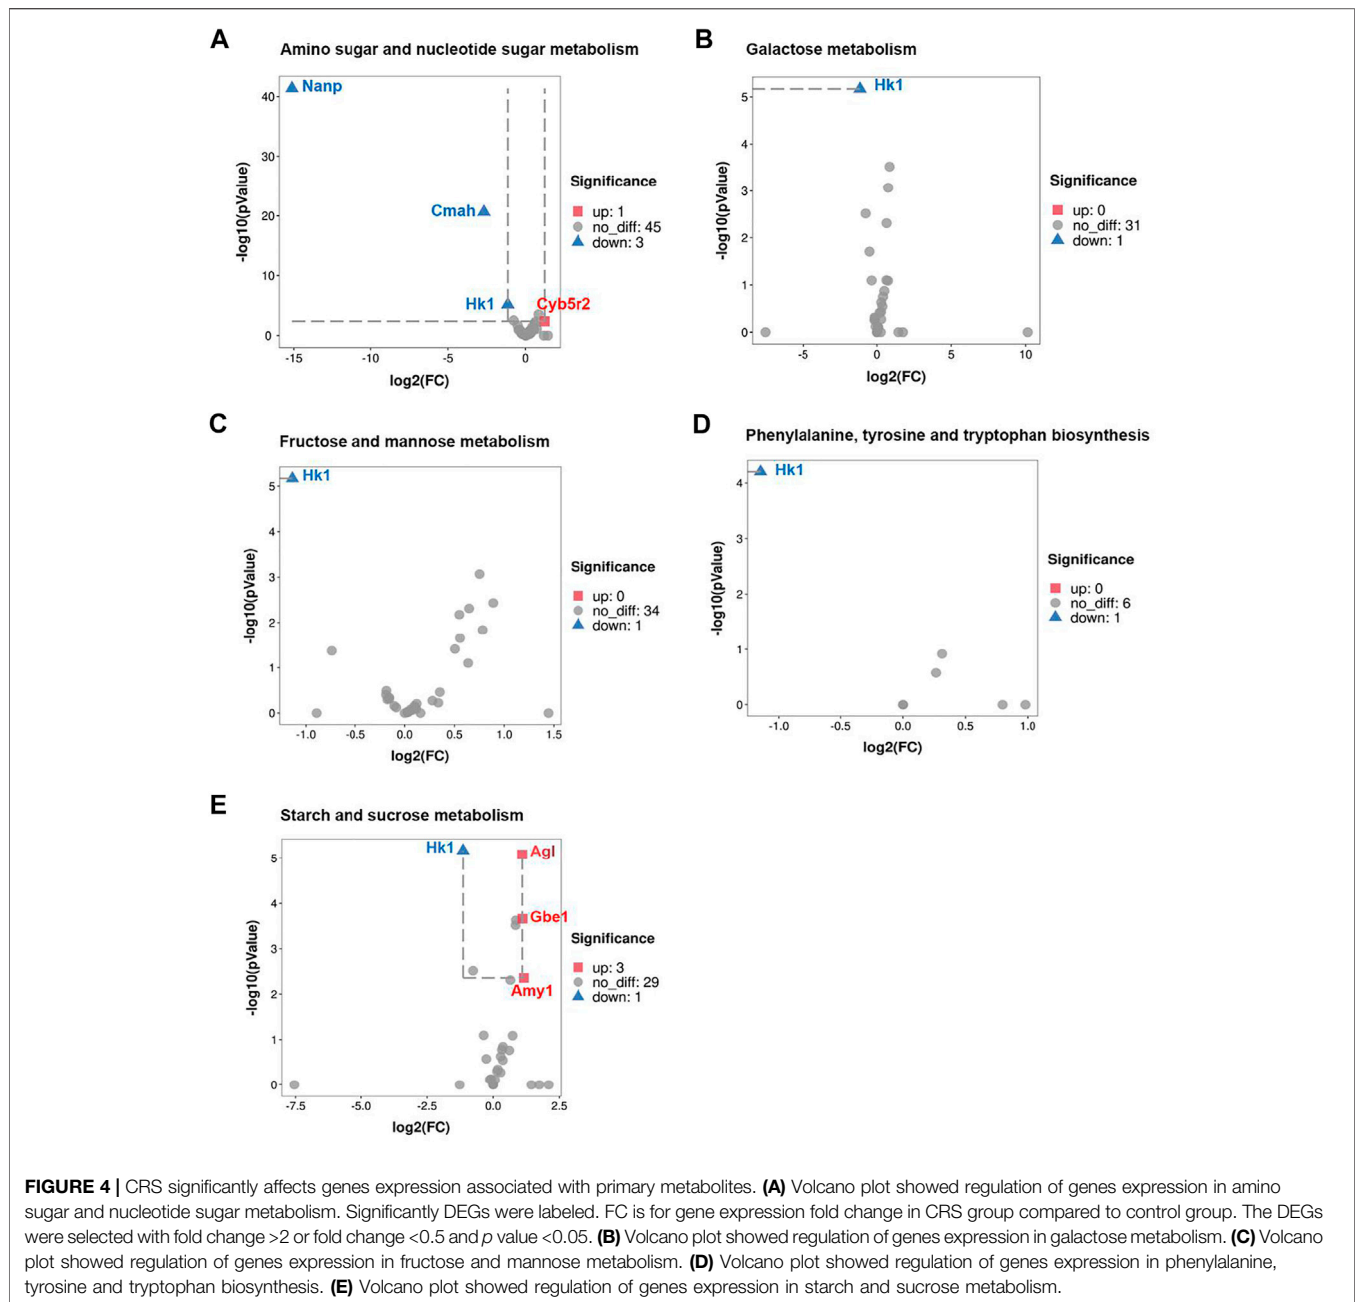 A
Amino sugar and nucleotide sugar metabolism
Nanp
Cmah
Hk1
Cyb5r2
40
30
20
10
0
-15
-10
-5
0
-log10(pValue)
log2(FC)
Significance
up: 1
no_diff: 45
down: 3
B
Galactose metabolism
Hk1
5
4
3
2
1
0
-5
0
5
10
-log10(pValue)
log2(FC)
Significance
up: 0
no_diff: 31
down: 1
C
Fructose and mannose metabolism
Hk1
5
4
3
2
1
0
-1.0
-0.5
0.0
0.5
1.0
1.5
-log10(pValue)
log2(FC)
Significance
up: 0
no_diff: 34
down: 1
D
Phenylalanine, tyrosine and tryptophan biosynthesis
Hk1
4
3
2
1
0
-1.0
-0.5
0.0
0.5
1.0
-log10(pValue)
log2(FC)
Significance
up: 0
no_diff: 6
down: 1
E
Starch and sucrose metabolism
Hk1
Agl
Gbe1
Amy1
5
4
3
2
1
0
-7.5
-5.0
-2.5
0.0
2.5
-log10(pValue)
log2(FC)
Significance
up: 3
no_diff: 29
down: 1
FIGURE 4 | CRS significantly affects genes expression associated with primary metabolites. (A) Volcano plot showed regulation of genes expression in amino
sugar and nucleotide sugar metabolism. Significantly DEGs were labeled. FC is for gene expression fold change in CRS group compared to control group. The DEGs
were selected with fold change >2 or fold change <0.5 and p value <0.05. (B) Volcano plot showed regulation of genes expression in galactose metabolism. (C) Volcano
plot showed regulation of genes expression in fructose and mannose metabolism. (D) Volcano plot showed regulation of genes expression in phenylalanine,
tyrosine and tryptophan biosynthesis. (E) Volcano plot showed regulation of genes expression in starch and sucrose metabolism.